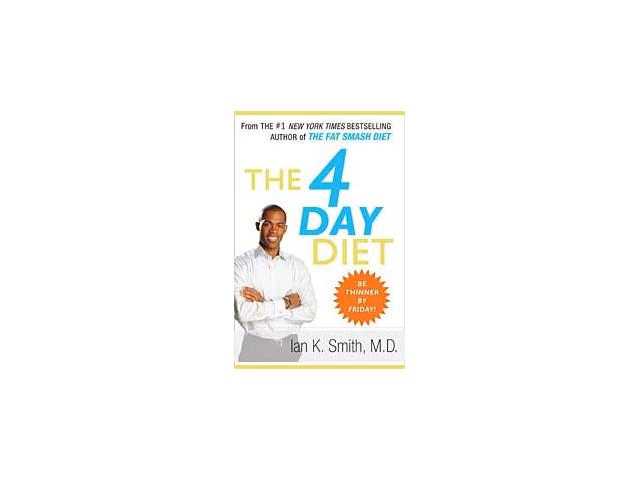 From THE #1 NEW YORK TIMES BESTSELLING
AUTHOR of THE FAT SMASH DIET
THE 4
DAY
DIET
BE
THINNER
BY
FRIDAY!
Ian K. Smith, M.D.